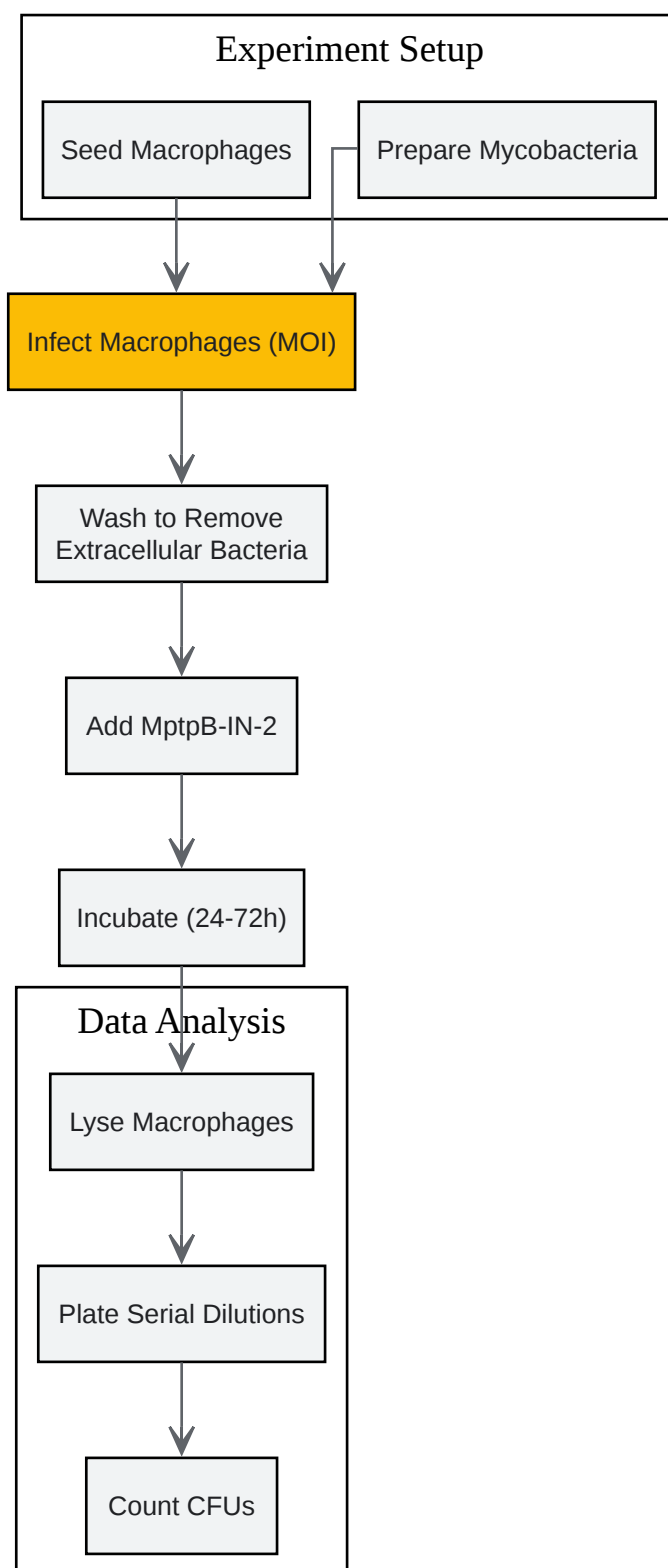 Experiment Setup
Seed Macrophages
Prepare Mycobacteria
Infect Macrophages (MOI)
Wash to Remove
Extracellular Bacteria
Add MptpB-IN-2
Incubate (24-72h)
Data Analysis
Lyse Macrophages
Plate Serial Dilutions
Count CFUs